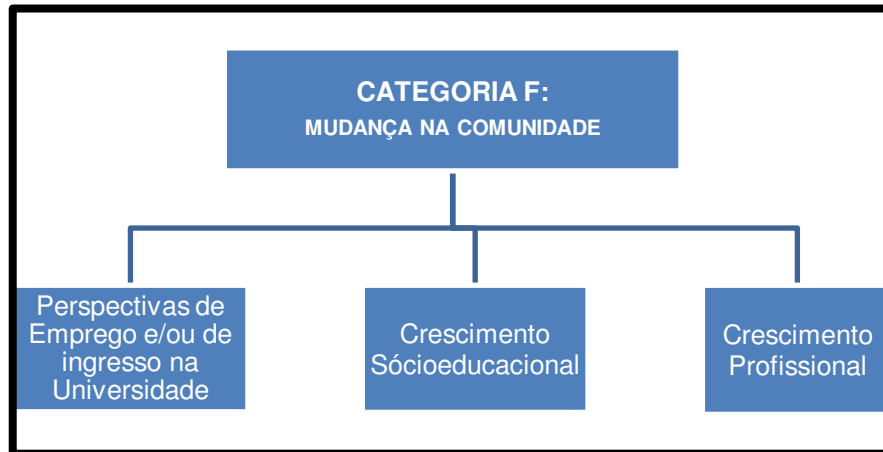 CATEGORIA F:
MUDANÇA NA COMUNIDADE
Perspectivas de
Emprego e/ou de
ingresso na
Universidade
Crescimento
Sócioeducacional
Crescimento
Profissional